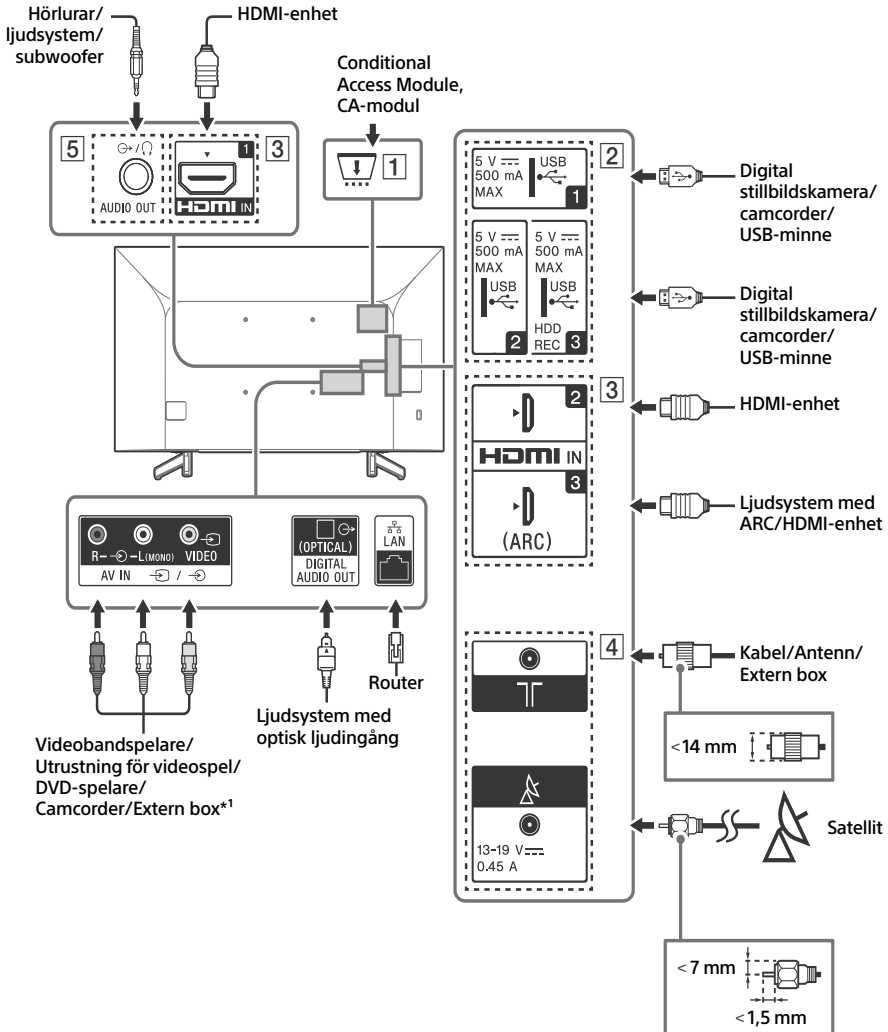 Hörlurar/
ljudsystem/
subwoofer
HDMI-enhet
Conditional
Access Module,
CA-modul
5
AUDIO OUT
1
HDMI IN
3
1
5 V
500 mA
MAX
USB
1
2
Digital
stillbildskamera/
camcorder/
USB-minne
5 V
500 mA
MAX
USB
2
5 V
500 mA
MAX
USB
HDD
REC 3
Digital
stillbildskamera/
camcorder/
USB-minne
2
3
HDMI IN
3
(ARC)
HDMI-enhet
Ljudsystem med
ARC/HDMI-enhet
R- -L(MONO) VIDEO
AV IN /
(OPTICAL)
DIGITAL
AUDIO OUT
LAN
Router
Ljudsystem med
optisk ljudingång
Videobandspelare/
Utrustning för videospel/
DVD-spelare/
Camcorder/Extern box*1
4
Kabel/Antenn/
Extern box
<14 mm
13-19 V
0.45 A
Satellit
<7 mm
<1,5 mm